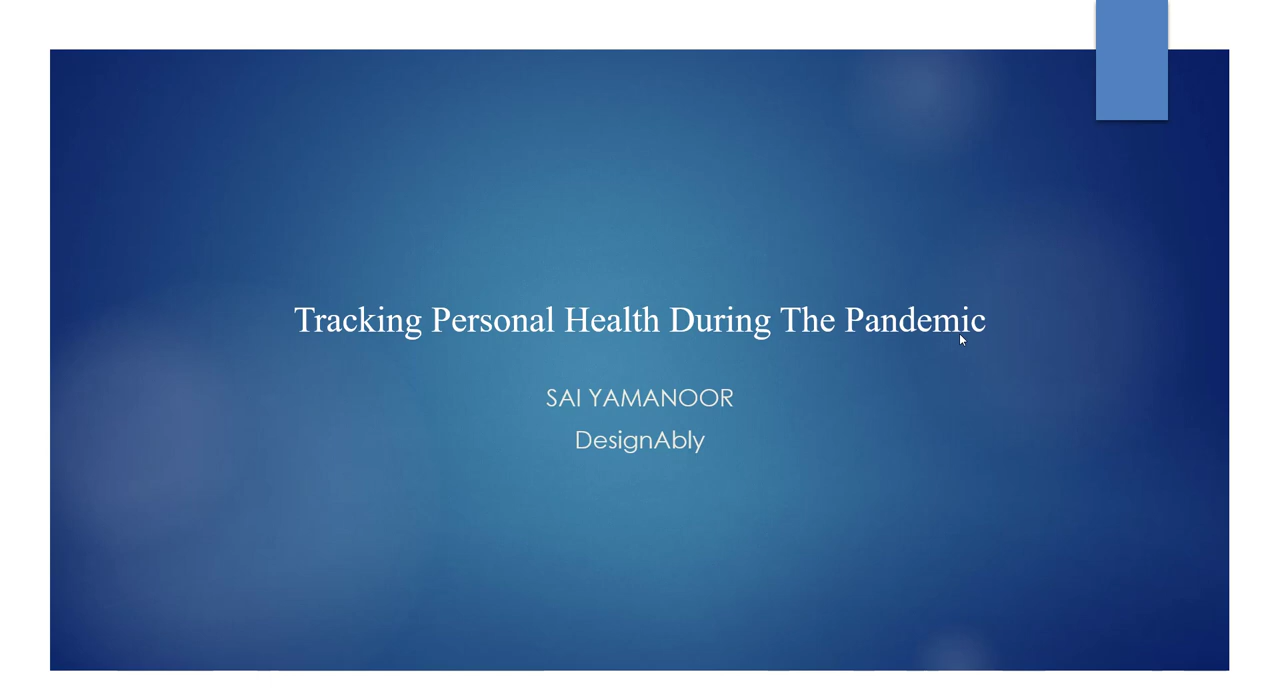 Tracking Personal Health During The Pandemic
SAI YAMANOOR
DesignAbly